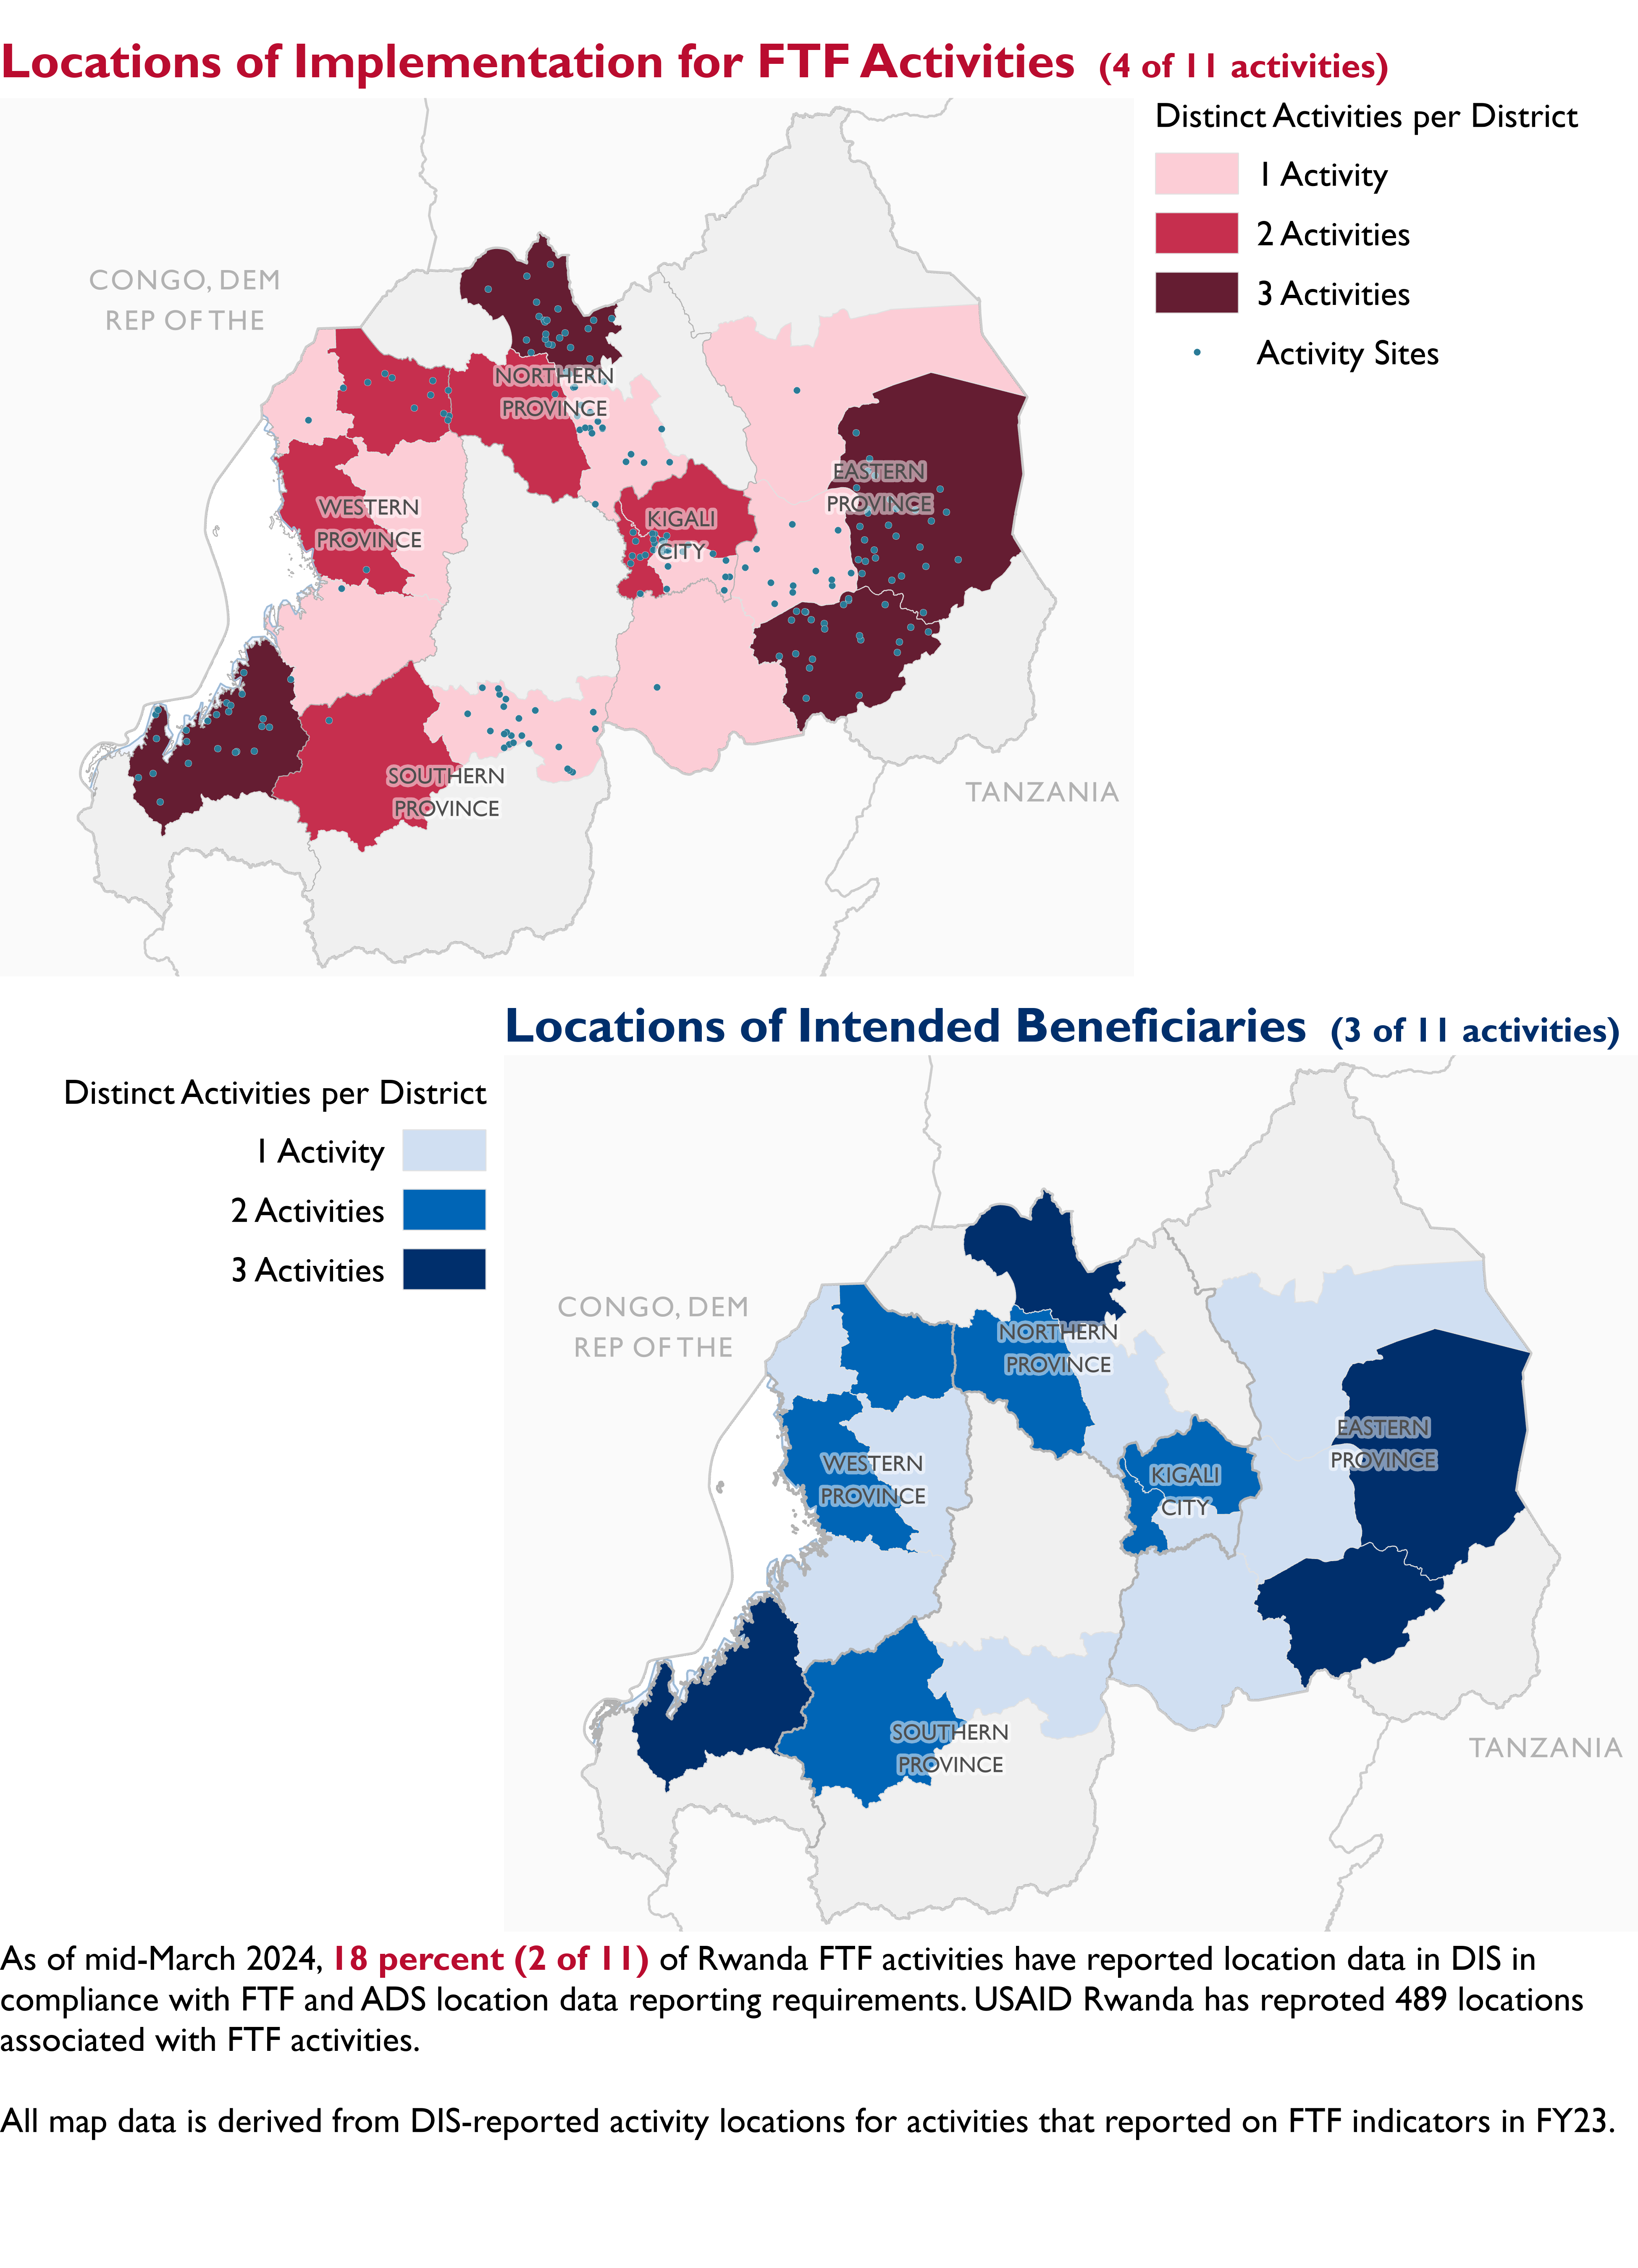 Locations of Implementation for FTF Activities (4 of 11 activities)
Distinct Activities per District
1 Activity
2 Activities
3 Activities
Activity Sites
CONGO, DEM
REP OF THE
NORTHERN
PROVINCE
EASTERN
PROVINCE
WESTERN
PROVINCE
KIGALI
CITY
SOUTHERN
PROVINCE
TANZANIA
Locations of Intended Beneficiaries (3 of 11 activities)
Distinct Activities per District
1 Activity
2 Activities
3 Activities
CONGO, DEM
REP OF THE
NORTHERN
PROVINCE
EASTERN
PROVINCE
WESTERN
PROVINCE
KIGALI
CITY
SOUTHERN
PROVINCE
TANZANIA
As of mid-March 2024, 18 percent (2 of 11) of Rwanda FTF activities have reported location data in DIS in
compliance with FTF and ADS location data reporting requirements. USAID Rwanda has reproted 489 locations
associated with FTF activities.
All map data is derived from DIS-reported activity locations for activities that reported on FTF indicators in FY23.